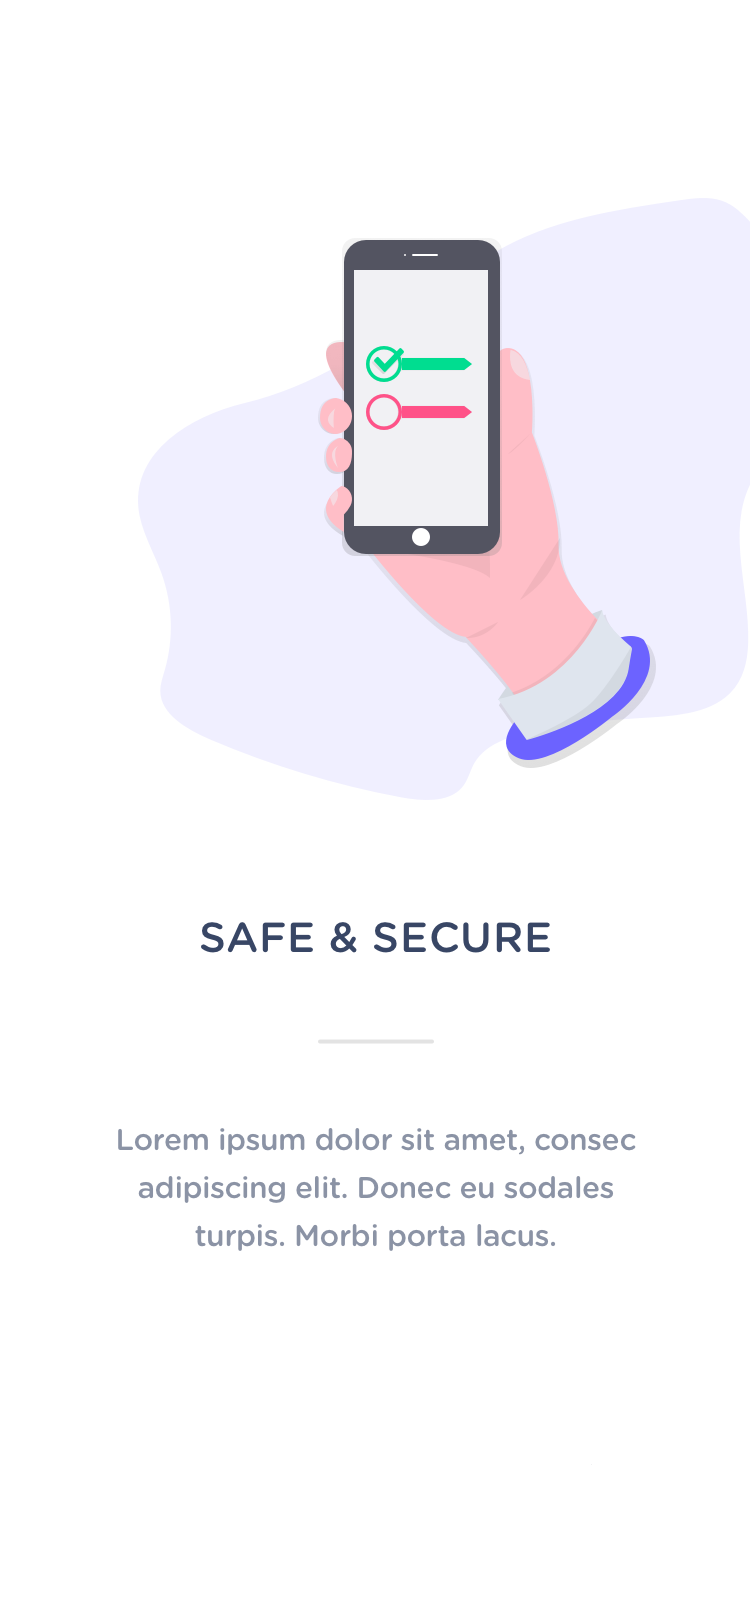 SAFE & SECURE
Lorem ipsum dolor sit amet, consec
adipiscing elit. Donec eu sodales
turpis. Morbi porta lacus.